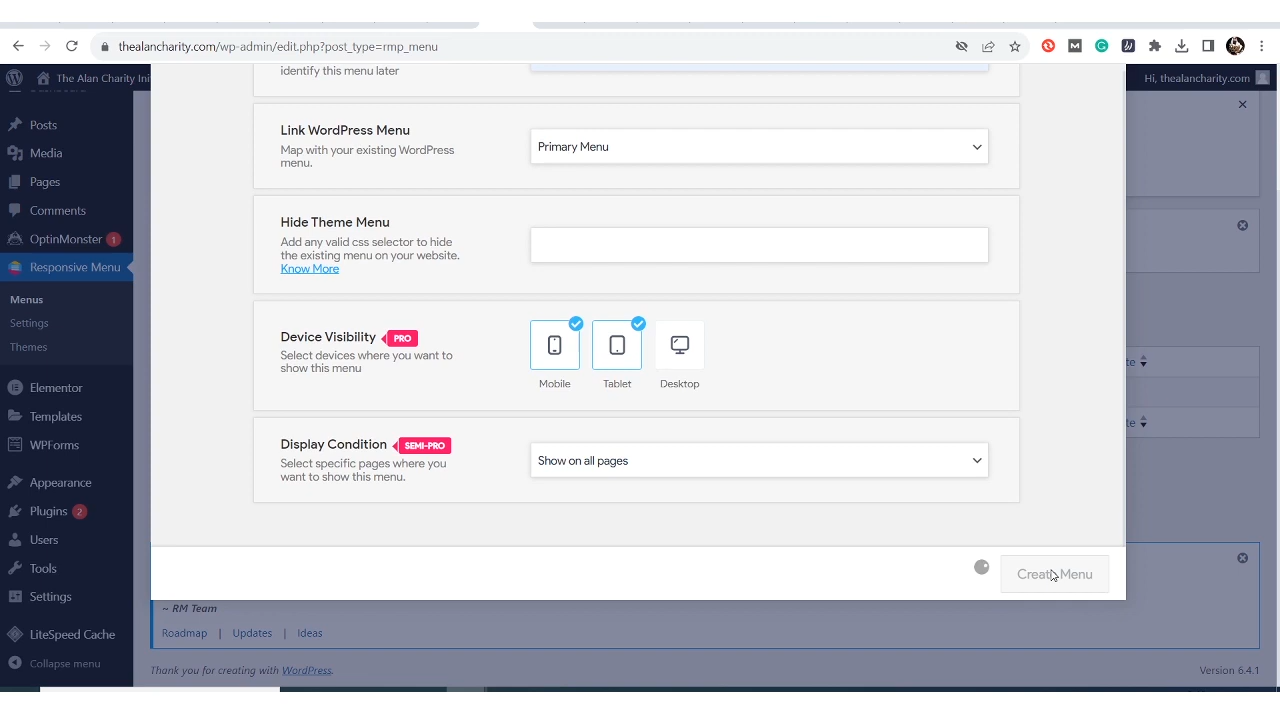 thealancharity.com/wp-admin/edit.php?post_type=rmp_menu
The Alan Charity Ini
Hi, thealancharity.com
identify this menu later
Posts
Media
Pages
Comments
OptinMonster 1
Responsive Menu
Menus
Settings
Themes
Elementor
Templates
WPForms
Appearance
Plugins 2
Users
Tools
Settings
LiteSpeed Cache
Collapse menu
Link WordPress Menu
Map with your existing WordPress
menu.
Primary Menu
Hide Theme Menu
Add any valid css selector to hide
the existing menu on your website.
Know More
Device Visibility PRO
Select devices where you want to
show this menu
Mobile
Tablet
Desktop
Display Condition SEMI-PRO
Select specific pages where you
want to show this menu.
Show on all pages
te
te
Create Menu
~ RM Team
Roadmap | Updates | Ideas
Thank you for creating with WordPress.
Version 6.4.1